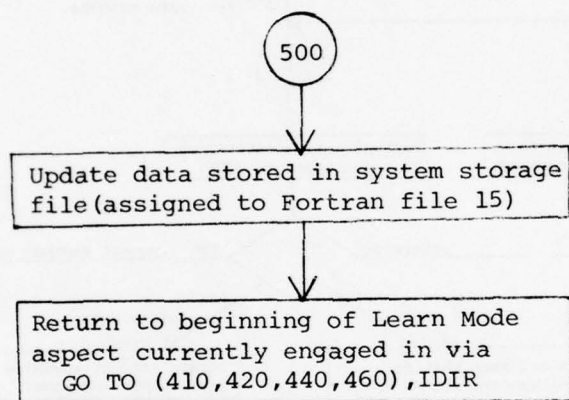 500
Update data stored in system storage
file(assigned to Fortran file 15)
Return to beginning of Learn Mode
aspect currently engaged in via
GO TO (410,420,440,460),IDIR